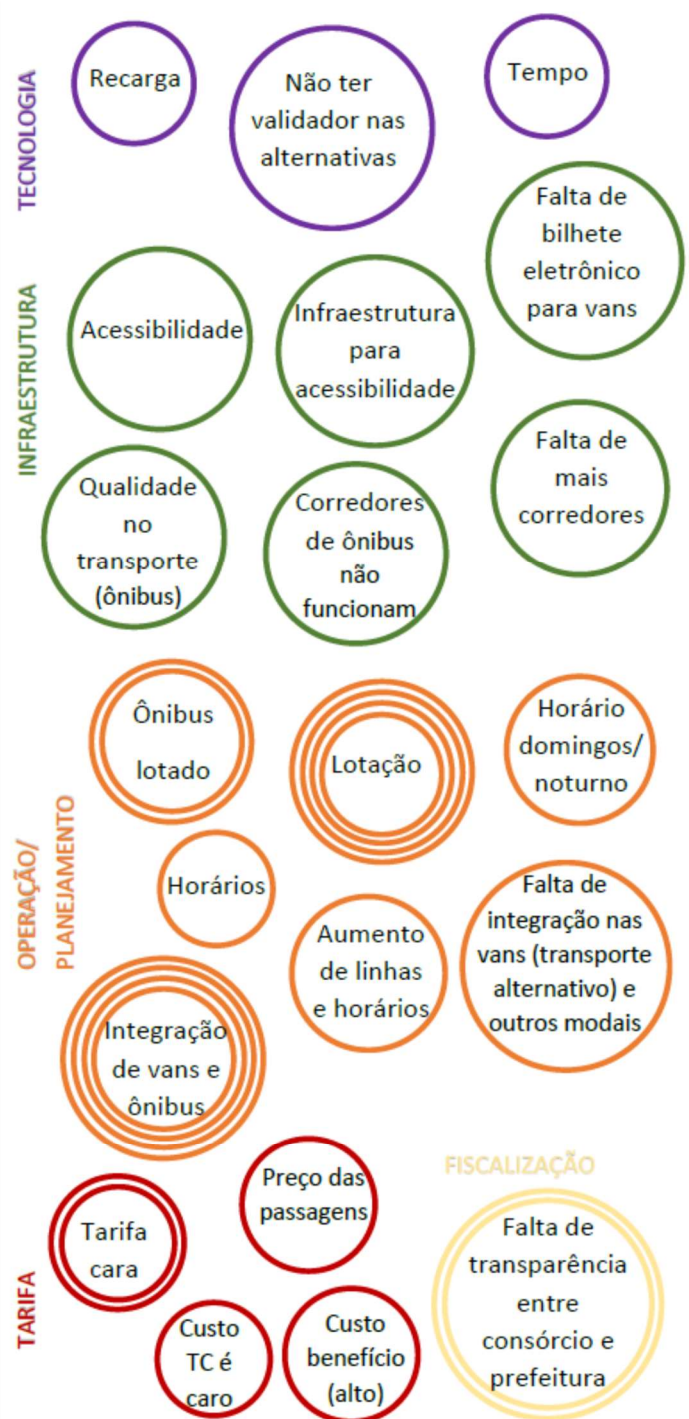 TECNOLOGIA
Recarga
Não ter
validador nas
alternativas
Tempo
INFRAESTRUTURA
Falta de
bilhete
eletrônico
para vans
Acessibilidade
Infraestrutura
para
acessibilidade
Falta de
mais
corredores
Qualidade
no
transporte
(ônibus)
Corredores
de ônibus
não
funcionam
OPERAÇÃO/
PLANEJAMENTO
Ônibus
lotado
Lotação
Horário
domingos/
noturno
Horários
Aumento
de linhas
e horários
Falta de
integração nas
vans (transporte
alternativo) e
outros modais
Integração
de vans e
ônibus
TARIFA
Tarifa
cara
Preço das
passagens
Custo
TC é
caro
Custo
benefício
(alto)
FISCALIZAÇÃO
Falta de
transparência
entre
consórcio e
prefeitura